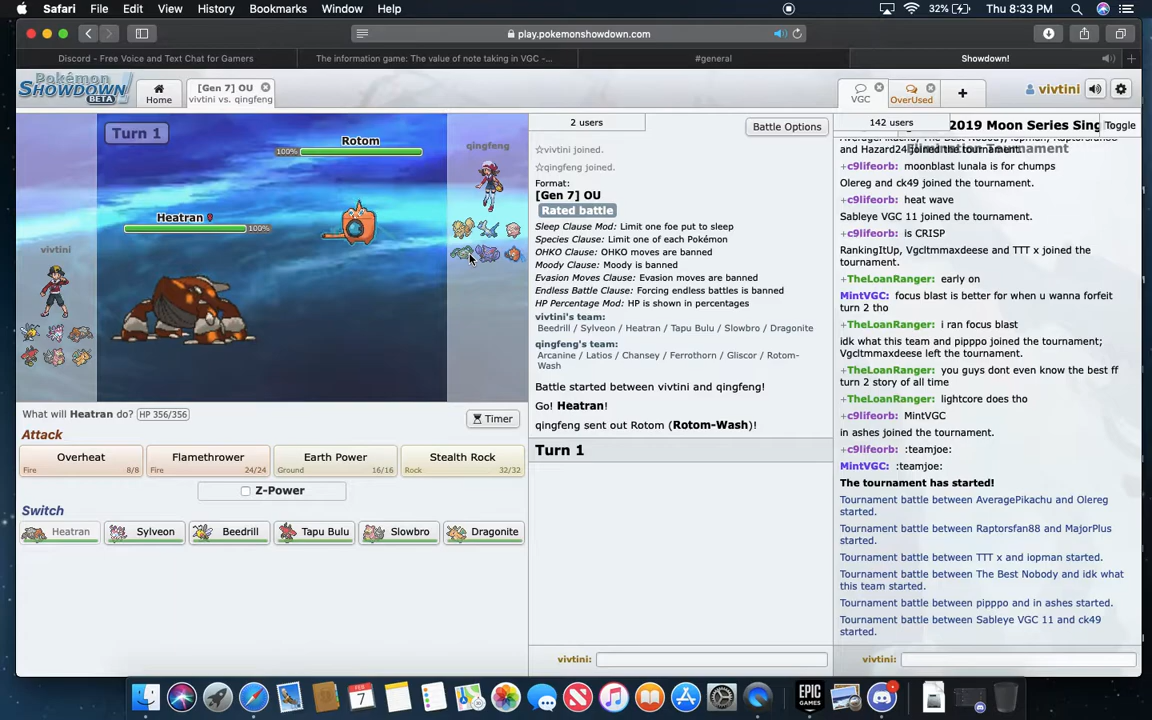 Safari File Edit View History Bookmarks Window Help 32% Thu 8:33 PM
play.pokemonshowdown.com
Discord - Free Voice and Text Chat for Gamers The information game: The value of note taking in VGC -... #general Showdown!
Pokémon
SHOWDOWN
BETA
Home
[Gen 7] OU
vivtini vs. qingfeng
VGC
OverUsed
vivtini
Turn 1
Rotom
100%
Heatran
100%
qingfeng
vivtini
What will Heatran do? HP 356/356
Timer
Attack
Overheat
Fire 8/8
Flamethrower
Fire 24/24
Earth Power
Ground 16/16
Stealth Rock
Rock 32/32
Z-Power
Switch
Heatran Sylveon Beedrill Tapu Bulu Slowbro Dragonite
2 users
Battle Options
☆vivtini joined.
☆qingfeng joined.
Format:
[Gen 7] OU
Rated battle
Sleep Clause Mod: Limit one foe put to sleep
Species Clause: Limit one of each Pokémon
OHKO Clause: OHKO moves are banned
Moody Clause: Moody is banned
Evasion Moves Clause: Evasion moves are banned
Endless Battle Clause: Forcing endless battles is banned
HP Percentage Mod: HP is shown in percentages
vivtini's team:
Beedrill / Sylveon / Heatran / Tapu Bulu / Slowbro / Dragonite
qingfeng's team:
Arcanine / Latios / Chansey / Ferrothorn / Gliscor / Rotom-
Wash
Battle started between vivtini and qingfeng!
Go! Heatran!
qingfeng sent out Rotom (Rotom-Wash)!
Turn 1
vivtini:
142 users
2019 Moon Series Sing
Toggle
Elimination Tournament
and Hazard24 joined the tournament.
+c9lifeorb: moonblast lunala is for chumps
Olereg and ck49 joined the tournament.
+c9lifeorb: heat wave
Sableye VGC 11 joined the tournament.
+c9lifeorb: is CRISP
RankingItUp, Vgcltmmaxdeese and TTT x joined the
tournament.
+TheLoanRanger: early on
MintVGC: focus blast is better for when u wanna forfeit
turn 2 tho
+TheLoanRanger: i ran focus blast
idk what this team and pipppo joined the tournament;
Vgcltmmaxdeese left the tournament.
+TheLoanRanger: you guys dont even know the best ff
turn 2 story of all time
+TheLoanRanger: lightcore does tho
+c9lifeorb: MintVGC
in ashes joined the tournament.
+c9lifeorb: :teamjoe:
MintVGC: :teamjoe:
The tournament has started!
Tournament battle between AveragePikachu and Olereg
started.
Tournament battle between Raptorsfan88 and MajorPlus
started.
Tournament battle between TTT x and iopman started.
Tournament battle between The Best Nobody and idk what
this team started.
Tournament battle between pipppo and in ashes started.
Tournament battle between Sableye VGC 11 and ck49
started.
vivtini:
FEB
7
EPIC
GAMES